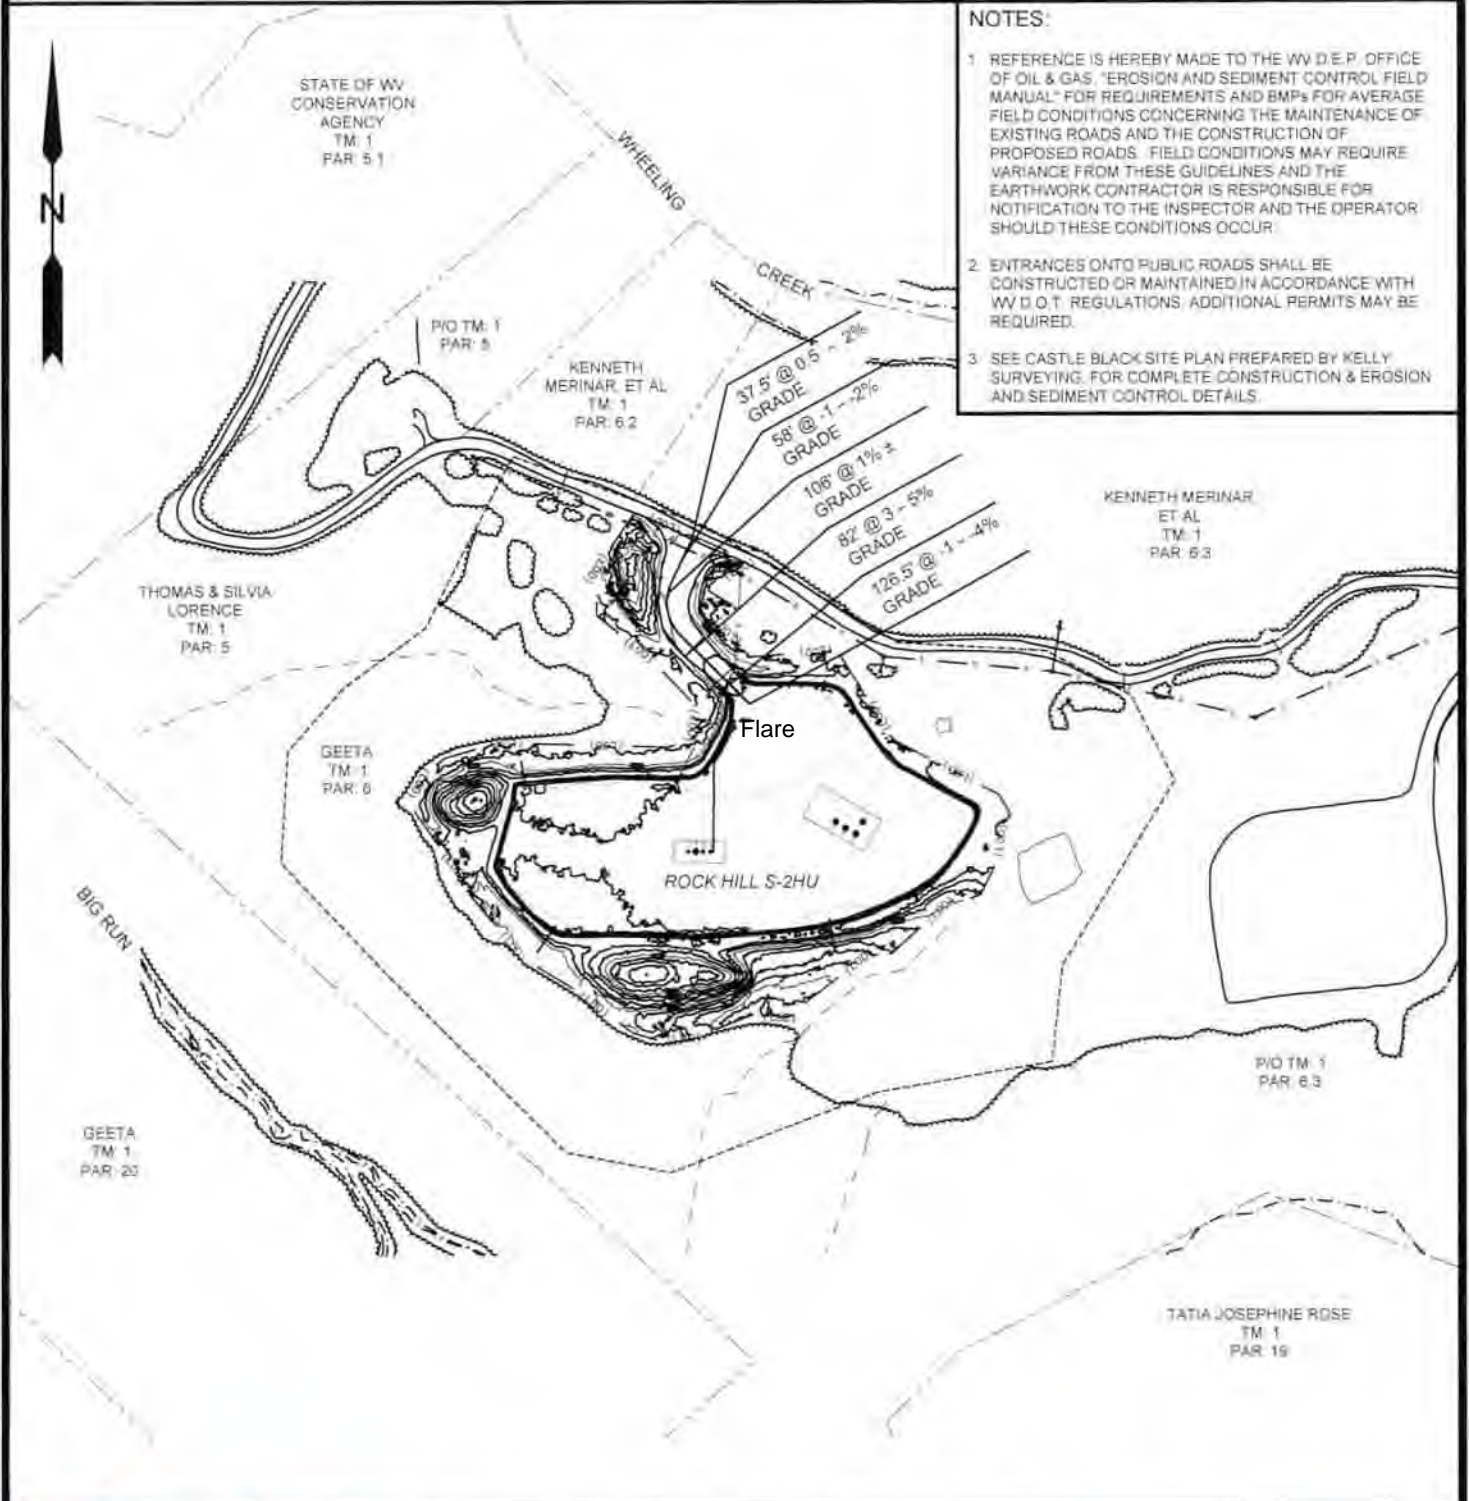 NOTES:
1 REFERENCE IS HEREBY MADE TO THE WV D.E.P. OFFICE
OF OIL & GAS, "EROSION AND SEDIMENT CONTROL FIELD
MANUAL" FOR REQUIREMENTS AND BMPs FOR AVERAGE
FIELD CONDITIONS CONCERNING THE MAINTENANCE OF
EXISTING ROADS AND THE CONSTRUCTION OF
PROPOSED ROADS. FIELD CONDITIONS MAY REQUIRE
VARIANCE FROM THESE GUIDELINES AND THE
EARTHWORK CONTRACTOR IS RESPONSIBLE FOR
NOTIFICATION TO THE INSPECTOR AND THE OPERATOR
SHOULD THESE CONDITIONS OCCUR.
2. ENTRANCES ONTO PUBLIC ROADS SHALL BE
CONSTRUCTED OR MAINTAINED IN ACCORDANCE WITH
WV D.O.T. REGULATIONS. ADDITIONAL PERMITS MAY BE
REQUIRED.
3 SEE CASTLE BLACK SITE PLAN PREPARED BY KELLY
SURVEYING, FOR COMPLETE CONSTRUCTION & EROSION
AND SEDIMENT CONTROL DETAILS.
STATE OF WV
CONSERVATION
AGENCY
TM: 1
PAR: 5.1
N
WHEELING
CREEK
P/O TM: 1
PAR: 5
KENNETH
MERINAR, ET AL
TM: 1
PAR: 6.2
37.5' @ 0.5 - 2%
GRADE
58' @ -1 - -2%
GRADE
106' @ 1% ±
GRADE
82' @ 3 - 5%
GRADE
126.5' @ -1 - -4%
GRADE
KENNETH MERINAR
ET AL
TM: 1
PAR: 6.3
THOMAS & SILVIA
LORENCE
TM: 1
PAR: 5
Flare
GEETA
TM: 1
PAR: 6
ROCK HILL S-2HU
BIG RUN
P/O TM: 1
PAR: 6.3
GEETA
TM: 1
PAR: 20
TATIA JOSEPHINE ROSE
TM: 1
PAR: 19